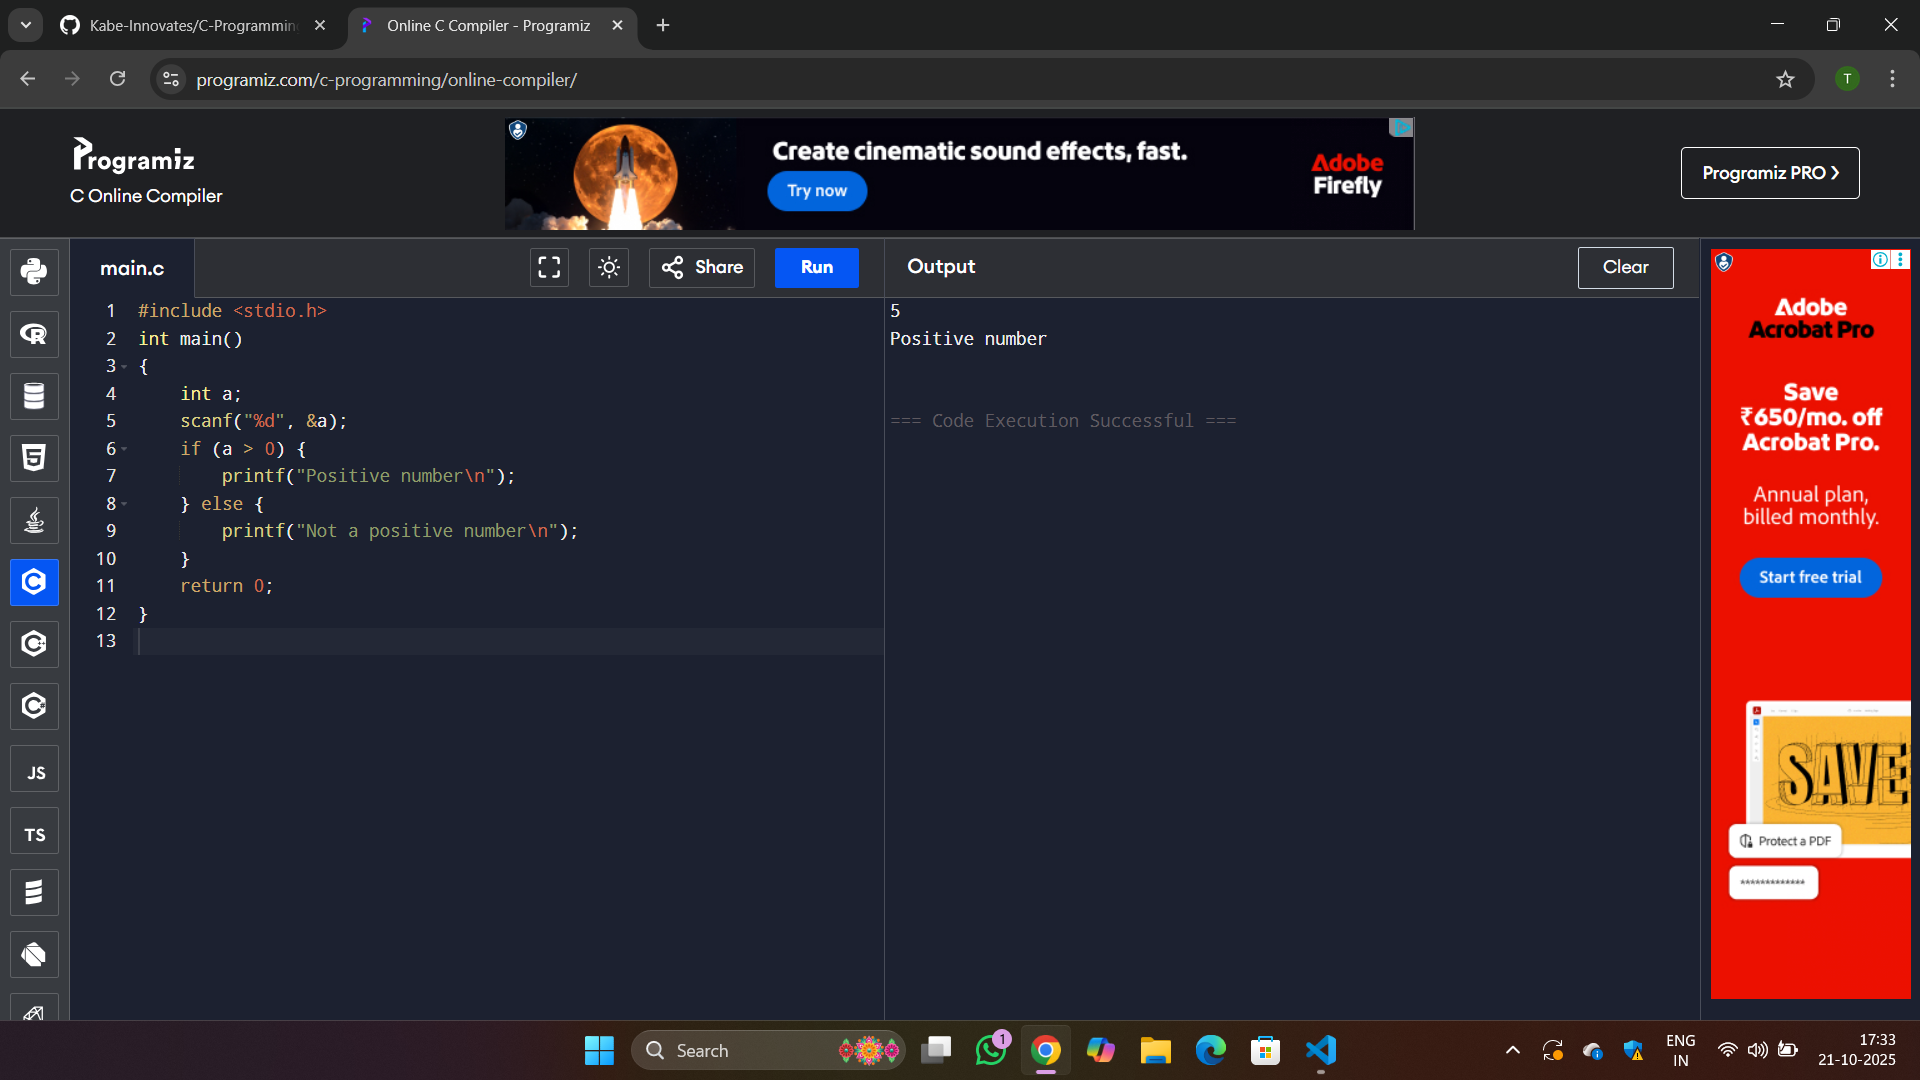 Kabe-Innovates/C-Programmin
Online C Compiler - Programiz
programiz.com/c-programming/online-compiler/
T
Programiz
C Online Compiler
Create cinematic sound effects, fast.
Try now
Adobe
Firefly
Programiz PRO
main.c
Share
Run
Output
Clear
1 #include <stdio.h>
2 int main()
3 {
4 int a;
5 scanf("%d", &a);
6 if (a > 0) {
7 printf("Positive number\n");
8 } else {
9 printf("Not a positive number\n");
10 }
11 return 0;
12 }
13
5
Positive number
=== Code Execution Successful ===
JS
TS
Adobe
Acrobat Pro
Save
₹650/mo. off
Acrobat Pro.
Annual plan,
billed monthly.
Start free trial
SAVE
Protect a PDF
*************
Search
1
ENG
IN
17:33
21-10-2025